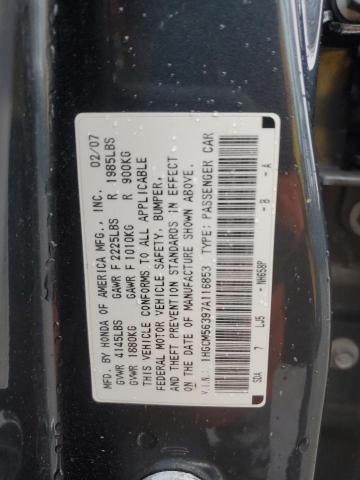 MFD. BY HONDA OF AMERICA MFG., INC. 02/07
GVWR 4145LBS GAWR F 2225LBS R 1985LBS
GVWR 1880KG GAWR F 1010KG R 900KG
THIS VEHICLE CONFORMS TO ALL APPLICABLE
FEDERAL MOTOR VEHICLE SAFETY, BUMPER,
AND THEFT PREVENTION STANDARDS IN EFFECT
ON THE DATE OF MANUFACTURE SHOWN ABOVE.
V.I.N.: 1HGCM56397A116853 TYPE: PASSENGER CAR
SDA 7 LJ5 NH658P - B - A